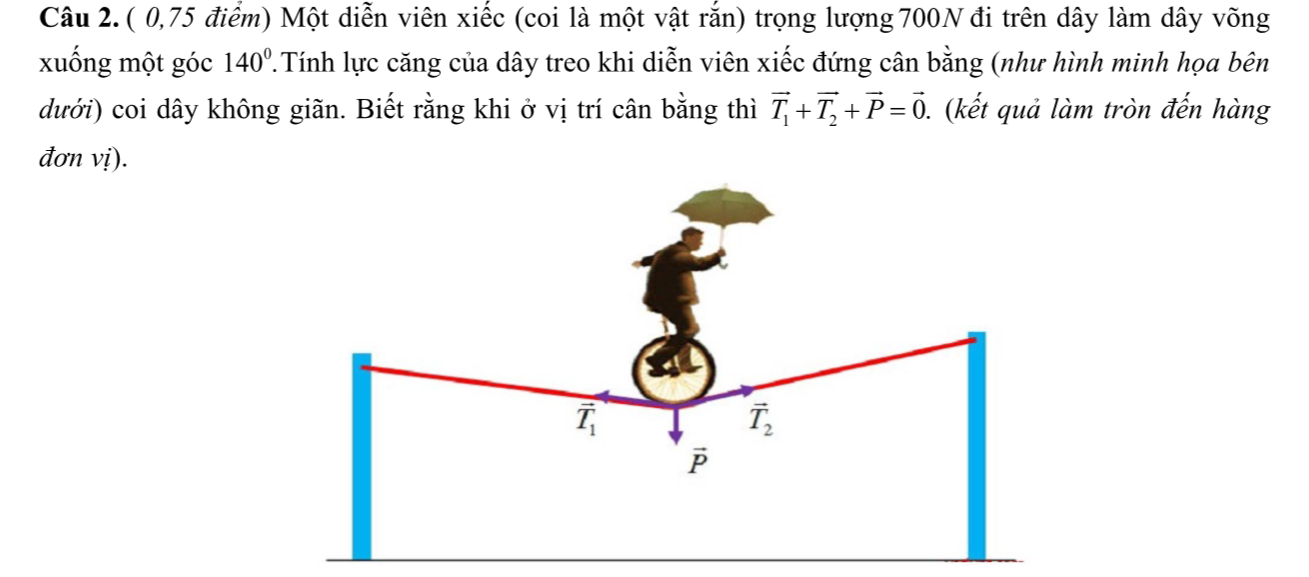 Câu 2. ( 0,75 điểm) Một diễn viên xiếc (coi là một vật rắn) trọng lượng 700N đi trên dây làm dây võng
xuống một góc 140⁰.Tính lực căng của dây treo khi diễn viên xiếc đứng cân bằng (như hình minh họa bên
dưới) coi dây không giãn. Biết rằng khi ở vị trí cân bằng thì T⃗₁ + T⃗₂ + P⃗ = 0⃗. (kết quả làm tròn đến hàng
đơn vị).
T⃗₁
T⃗₂
P⃗